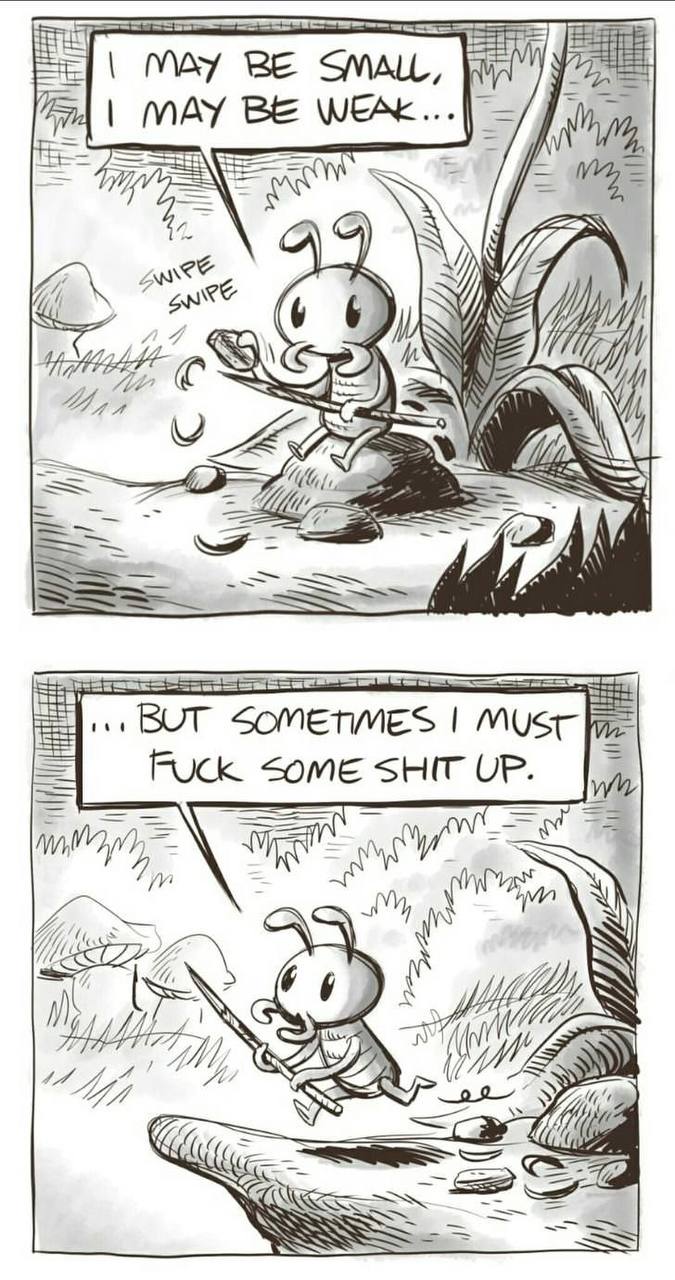 I MAY BE SMALL,
I MAY BE WEAK...
SWIPE
SWIPE
... BUT SOMETIMES I MUST
FUCK SOME SHIT UP.